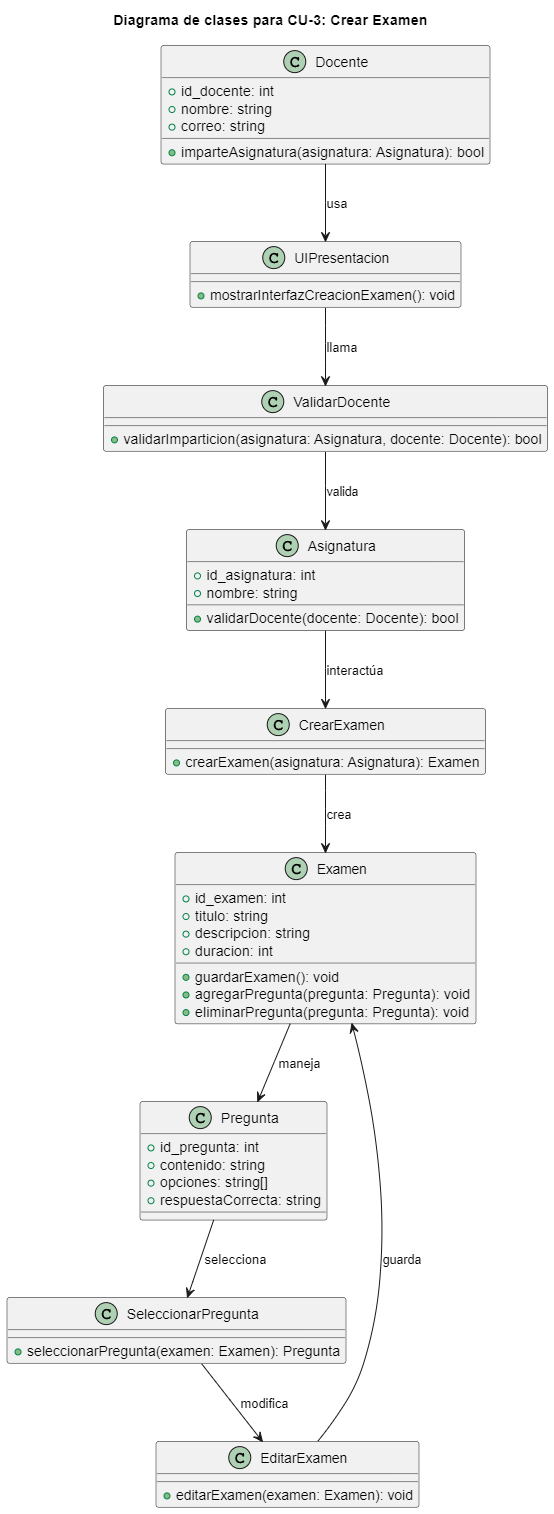 Diagrama de clases para CU-3: Crear Examen
C Docente
id_docente: int
nombre: string
correo: string
imparteAsignatura(asignatura: Asignatura): bool
usa
C UIPresentacion
mostrarInterfazCreacionExamen(): void
llama
C ValidarDocente
validarImparticion(asignatura: Asignatura, docente: Docente): bool
valida
C Asignatura
id_asignatura: int
nombre: string
validarDocente(docente: Docente): bool
interactúa
C CrearExamen
crearExamen(asignatura: Asignatura): Examen
crea
C Examen
id_examen: int
titulo: string
descripcion: string
duracion: int
guardarExamen(): void
agregarPregunta(pregunta: Pregunta): void
eliminarPregunta(pregunta: Pregunta): void
maneja
C Pregunta
id_pregunta: int
contenido: string
opciones: string[]
respuestaCorrecta: string
selecciona
guarda
C SeleccionarPregunta
seleccionarPregunta(examen: Examen): Pregunta
modifica
C EditarExamen
editarExamen(examen: Examen): void